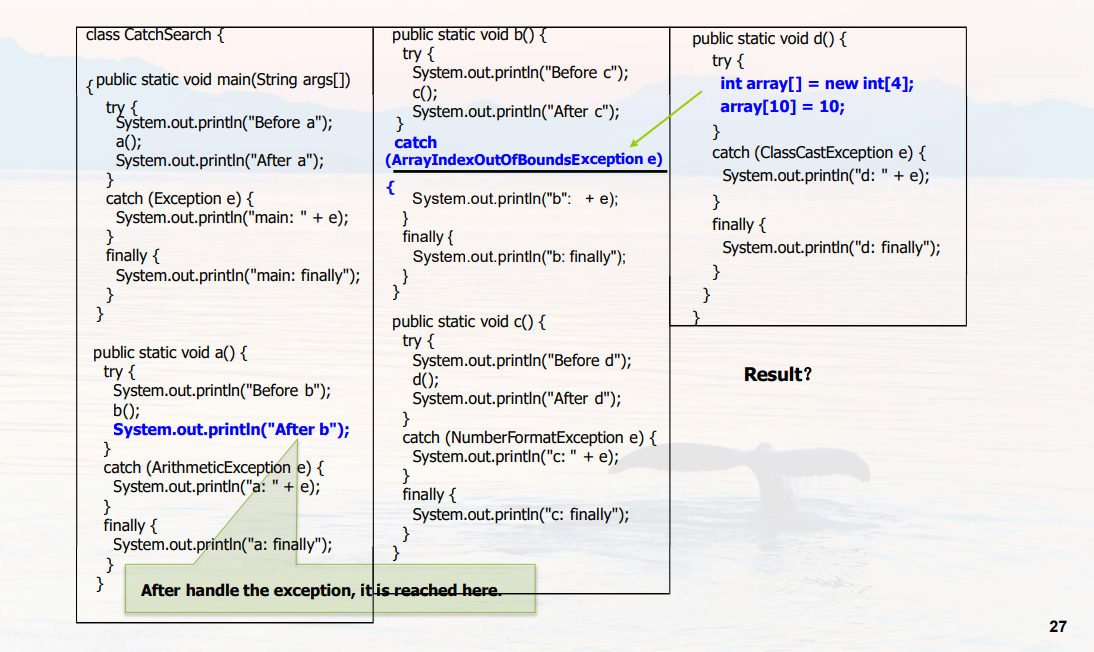 class CatchSearch {
{ public static void main(String args[])
try {
System.out.println("Before a");
a();
System.out.println("After a");
}
catch (Exception e) {
System.out.println("main: " + e);
}
finally {
System.out.println("main: finally");
}
}
public static void a() {
try {
System.out.println("Before b");
b();
System.out.println("After b");
}
catch (ArithmeticException e) {
System.out.println("a: " + e);
}
finally {
System.out.println("a: finally");
}
}
After handle the exception, it is reached here.
public static void b() {
try {
System.out.println("Before c");
c();
System.out.println("After c");
}
catch
(ArrayIndexOutOfBoundsException e)
{
System.out.println("b":   + e);
}
finally {
System.out.println("b: finally");
}
}
public static void c() {
try {
System.out.println("Before d");
d();
System.out.println("After d");
}
catch (NumberFormatException e) {
System.out.println("c: " + e);
}
finally {
System.out.println("c: finally");
}
}
public static void d() {
try {
int array[] = new int[4];
array[10] = 10;
}
catch (ClassCastException e) {
System.out.println("d: " + e);
}
finally {
System.out.println("d: finally");
}
}
}
Result?
27